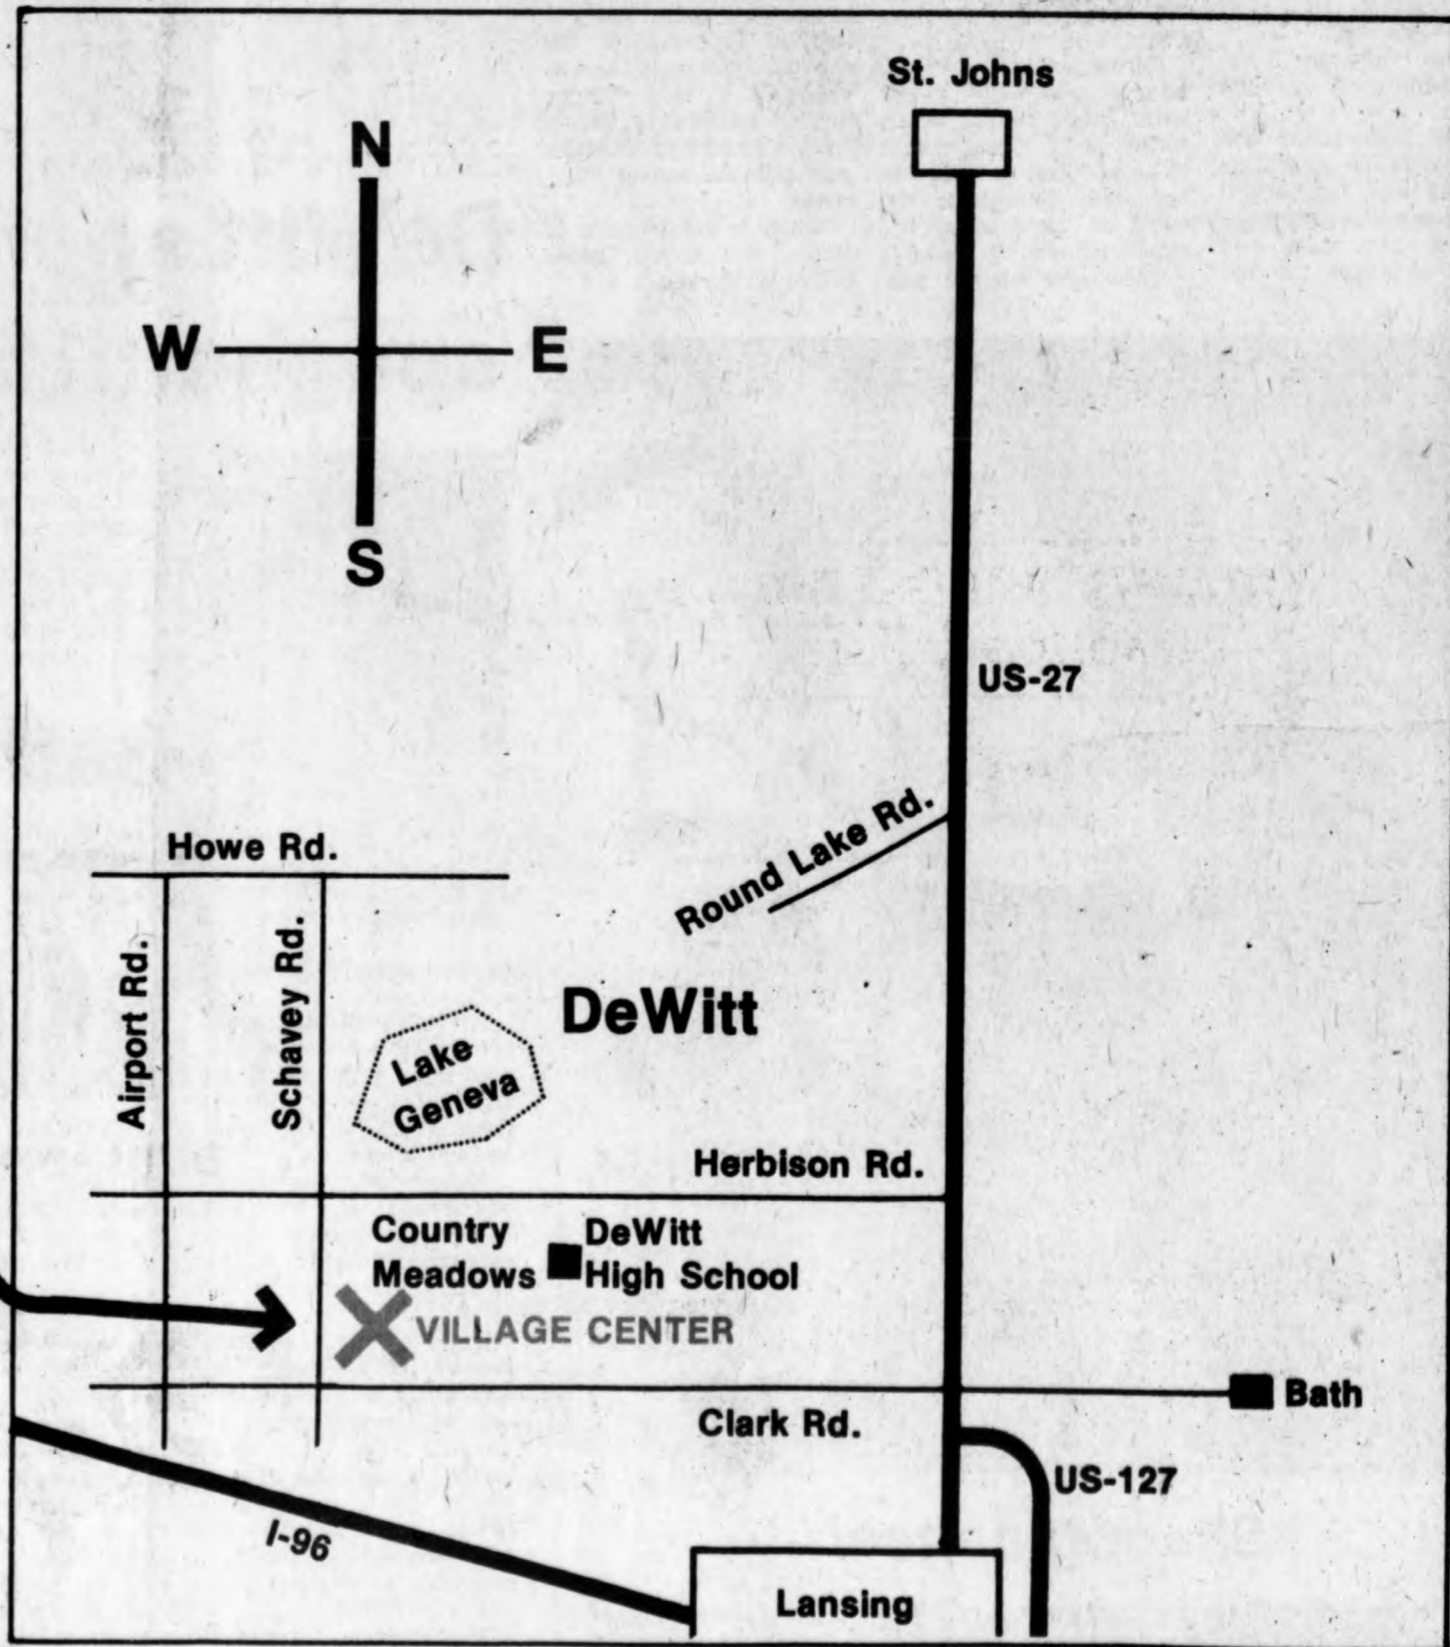 St. Johns
N
W E
S
US-27
Howe Rd.
Round Lake Rd.
Airport Rd.
Schavey Rd.
DeWitt
Lake
Geneva
Herbison Rd.
Country
Meadows
DeWitt
High School
VILLAGE CENTER
Bath
Clark Rd.
US-127
I-96
Lansing